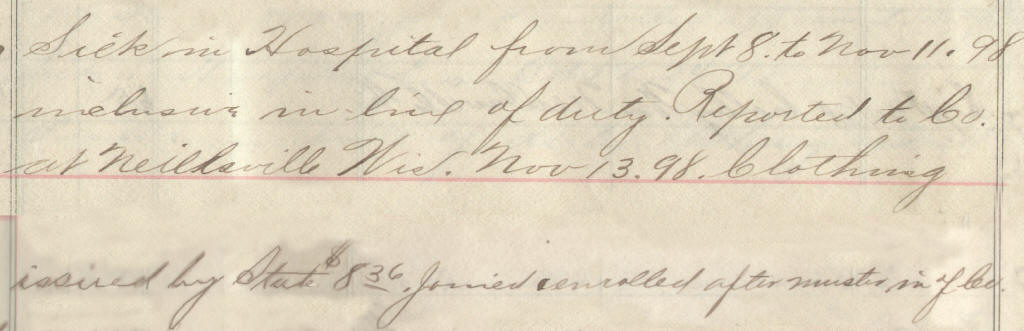 Sick in Hospital from Sept 8. to Nov 11. 98
inclusive in line of duty. Reported to Co.
at Neillsville Wis. Nov 13. 98. Clothing
issued by State $8 36. Joined enrolled after muster in of Co.